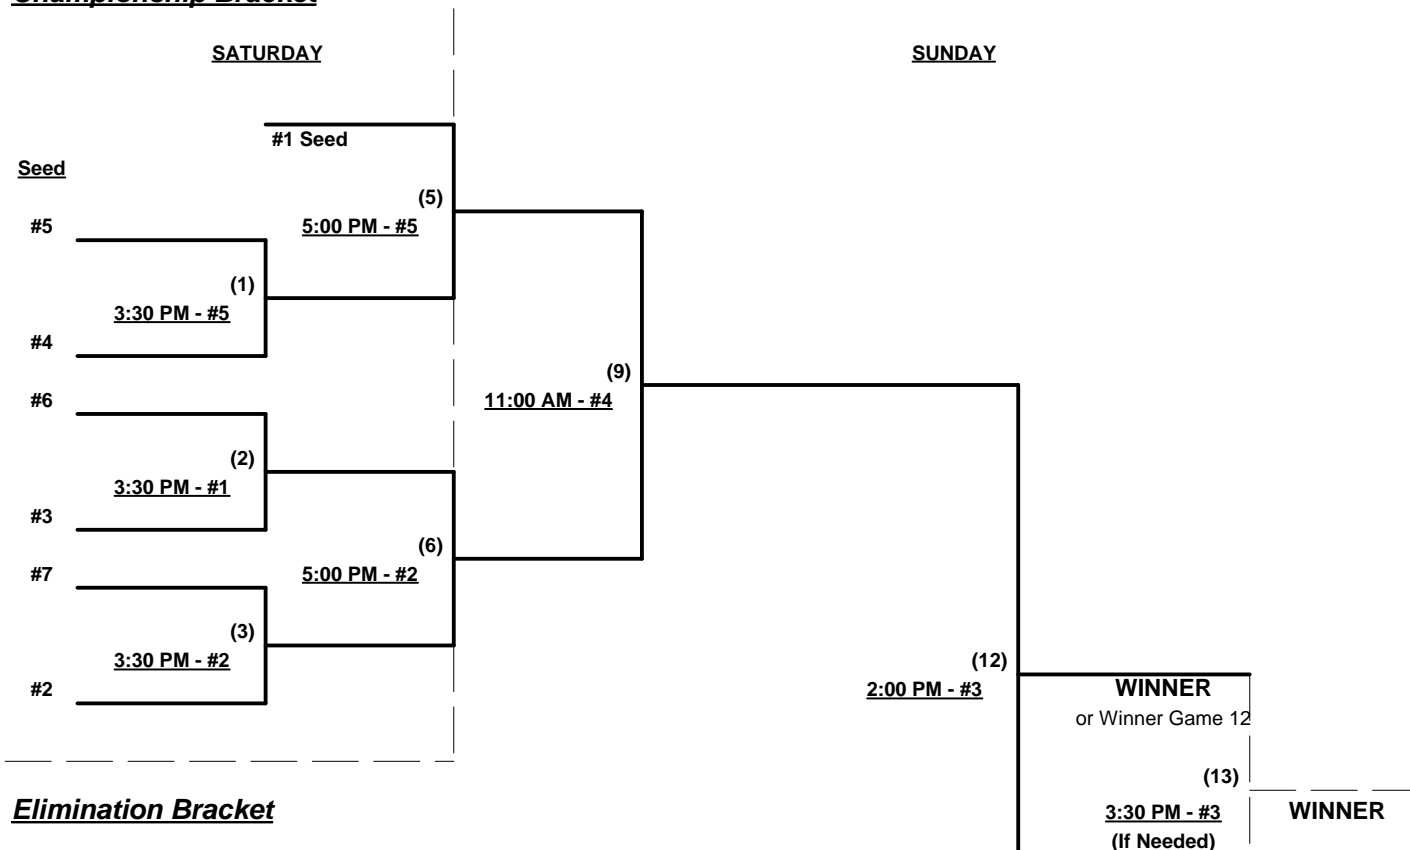 Championship Bracket
SATURDAY
SUNDAY
#1 Seed
Seed
(5)
#5
5:00 PM - #5
(1)
3:30 PM - #5
#4
(9)
#6
11:00 AM - #4
(2)
3:30 PM - #1
#3
(6)
#7
5:00 PM - #2
(3)
3:30 PM - #2
(12)
#2
2:00 PM - #3
WINNER
or Winner Game 12
(13)
Elimination Bracket
3:30 PM - #3
WINNER
(If Needed)